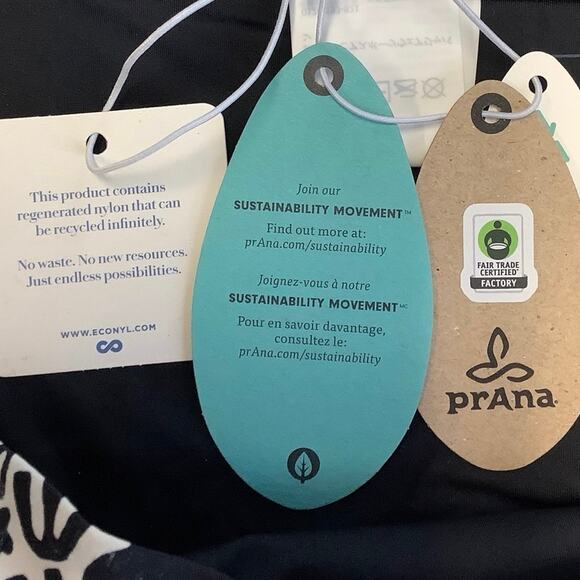 This product contains
regenerated nylon that can
be recycled infinitely.
No waste. No new resources.
Just endless possibilities.
WWW.ECONYL.COM
Join our
SUSTAINABILITY MOVEMENT™
Find out more at:
prAna.com/sustainability
Joignez-vous à notre
SUSTAINABILITY MOVEMENTMC
Pour en savoir davantage,
consultez le:
prAna.com/sustainability
FAIR TRADE
CERTIFIED
FACTORY
prAna